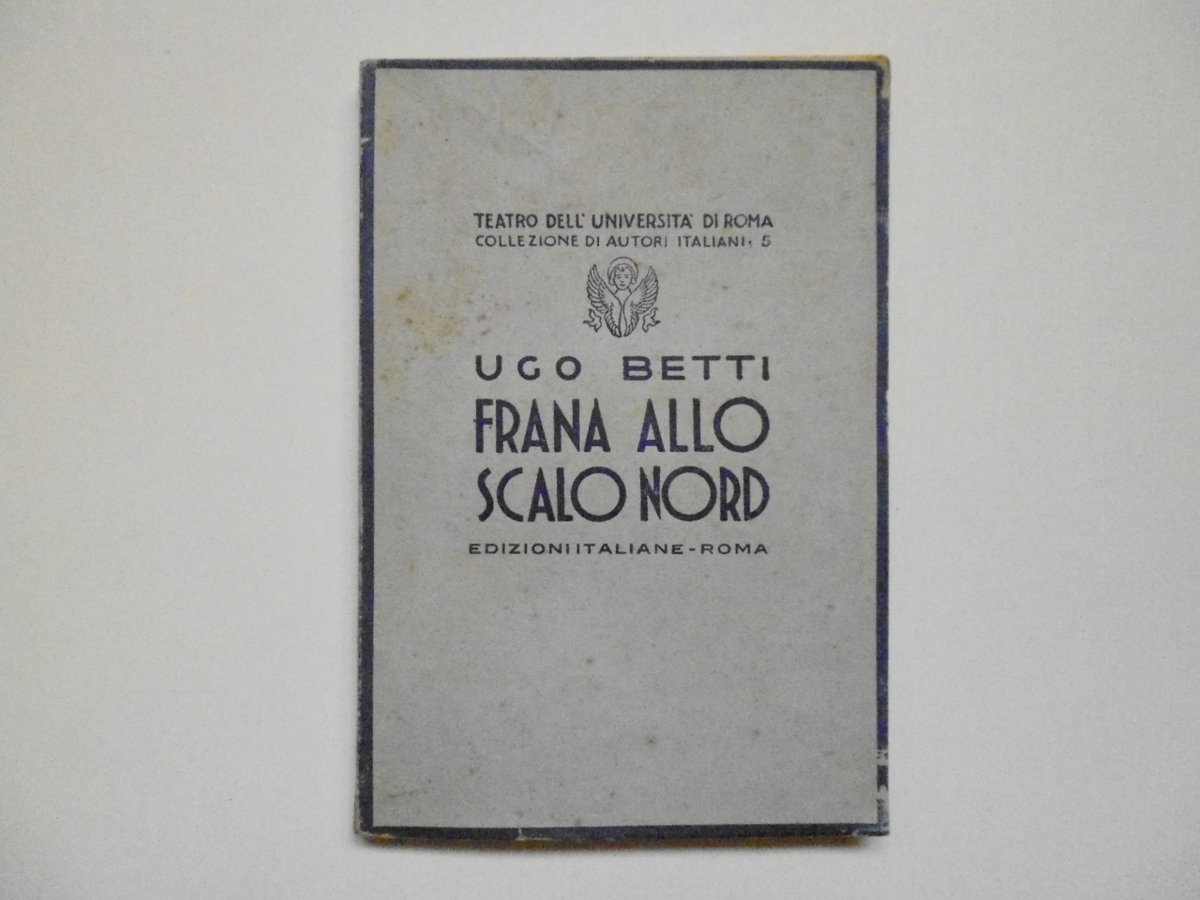 TEATRO DELL' UNIVERSITA' DI ROMA
COLLEZIONE DI AUTORI ITALIANI · 5
UGO BETTI
FRANA ALLO
SCALO NORD
EDIZIONI ITALIANE - ROMA